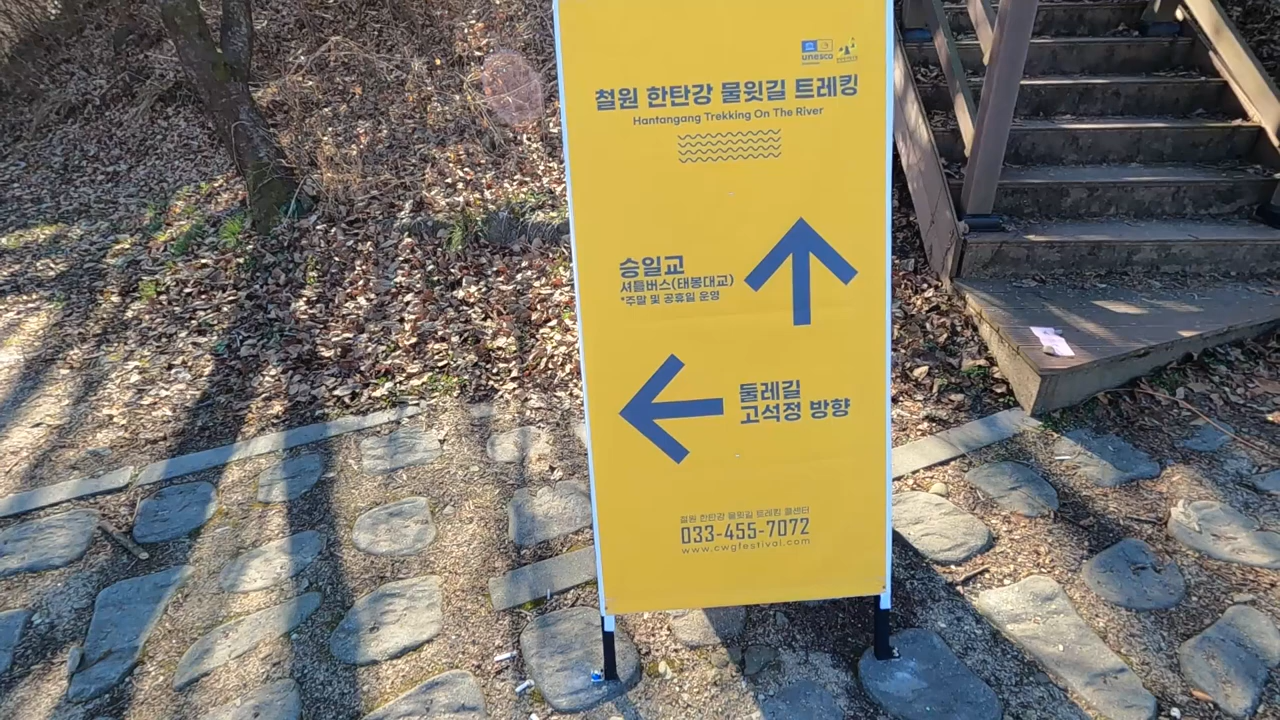 unesco
철원 한탄강 물윗길 트레킹
Hantangang Trekking On The River
승일교
셔틀버스(태봉대교)
*주말 및 공휴일 운영
둘레길
고석정 방향
철원 한탄강 물윗길 트레킹 콜센터
033-455-7072
www.cwgfestival.com